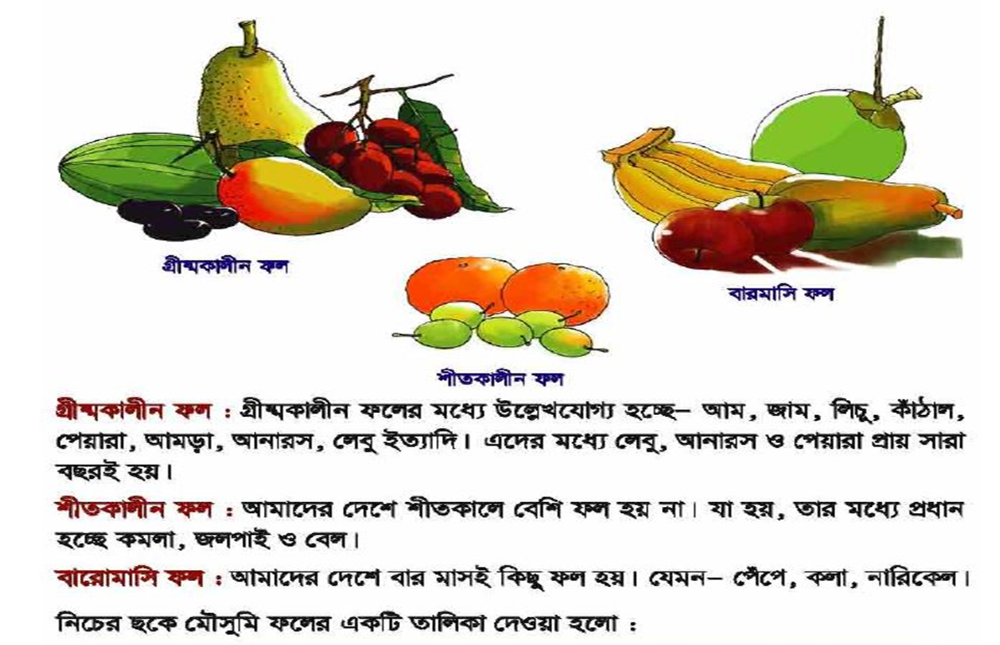 গ্রীষ্মকালীন ফল
বারমাসি ফল
শীতকালীন ফল
গ্রীষ্মকালীন ফল : গ্রীষ্মকালীন ফলের মধ্যে উল্লেখযোগ্য হচ্ছে– আম, জাম, লিচু, কাঁঠাল,
পেয়ারা, আমড়া, আনারস, লেবু ইত্যাদি। এদের মধ্যে লেবু, আনারস ও পেয়ারা প্রায় সারা
বছরই হয়।
শীতকালীন ফল : আমাদের দেশে শীতকালে বেশি ফল হয় না। যা হয়, তার মধ্যে প্রধান
হচ্ছে কমলা, জলপাই ও বেল।
বারোমাসি ফল : আমাদের দেশে বার মাসই কিছু ফল হয়। যেমন– পেঁপে, কলা, নারিকেল।
নিচের ছকে মৌসুমি ফলের একটি তালিকা দেওয়া হলো :